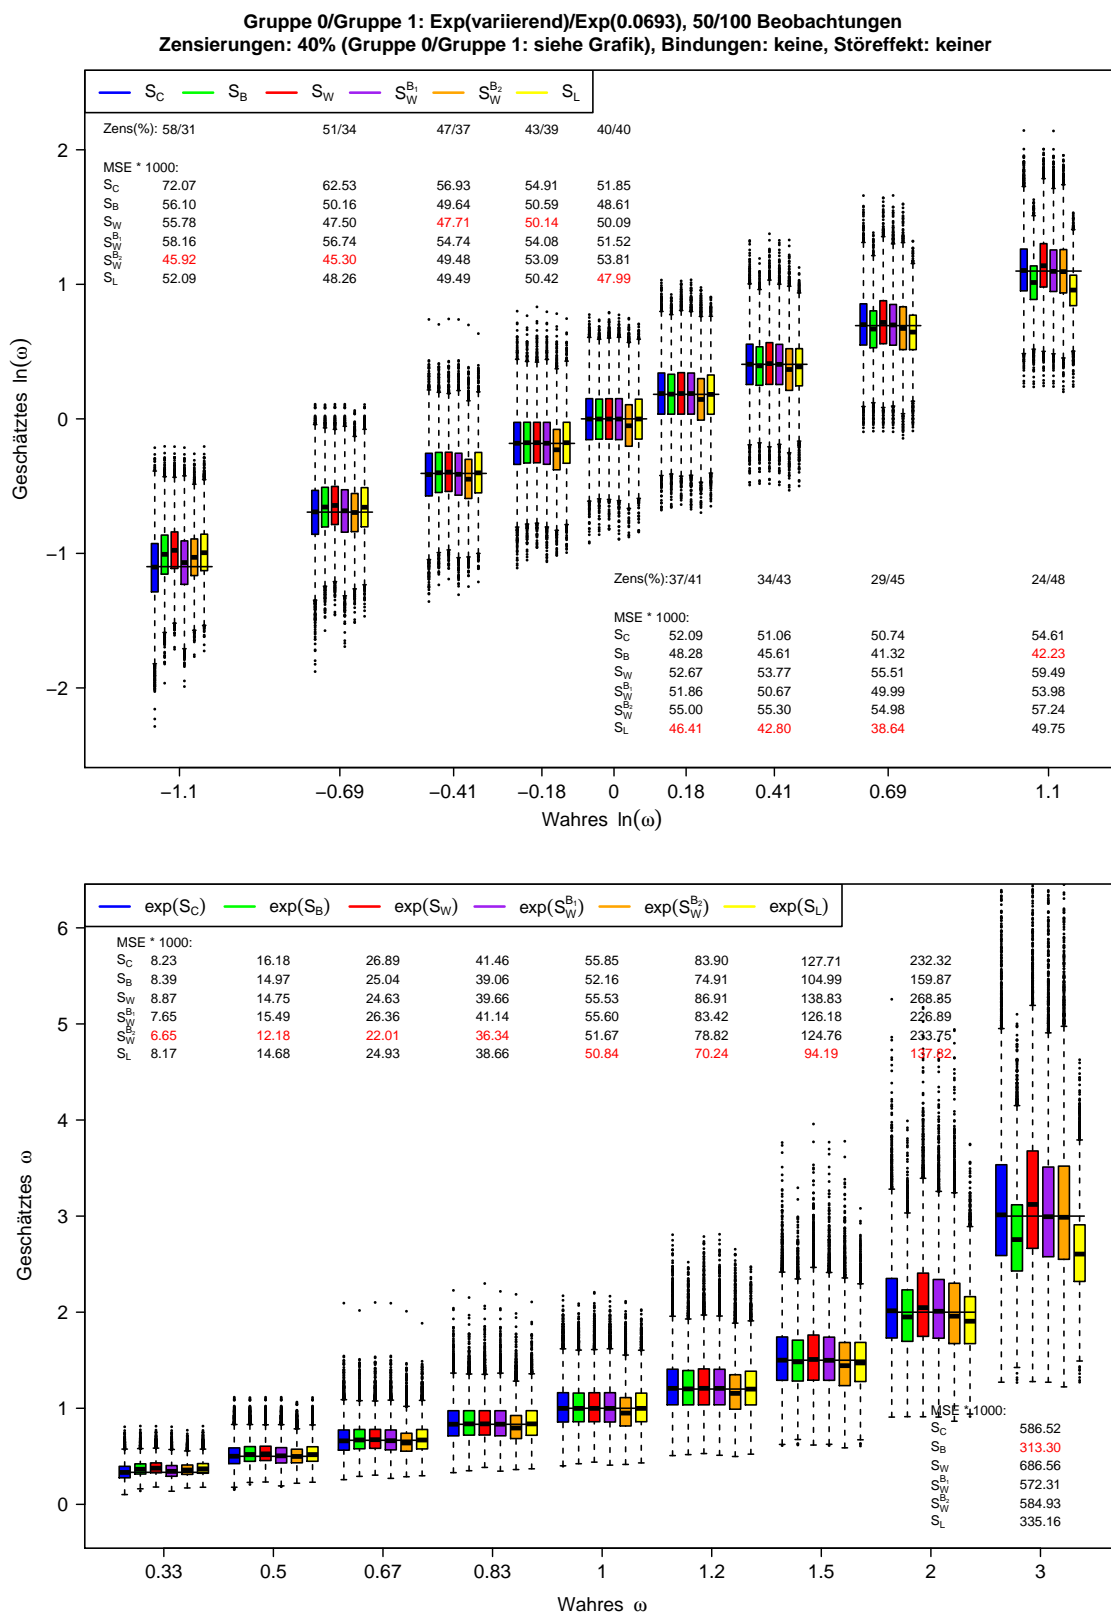 Gruppe 0/Gruppe 1: Exp(variierend)/Exp(0.0693), 50/100 Beobachtungen
Zensierungen: 40% (Gruppe 0/Gruppe 1: siehe Grafik), Bindungen: keine, Störeffekt: keiner
S_C S_B S_W S_W^B1 S_W^B2 S_L
Zens(%): 58/31 51/34 47/37 43/39 40/40
MSE * 1000:
S_C 72.07 62.53 56.93 54.91 51.85
S_B 56.10 50.16 49.64 50.59 48.61
S_W 55.78 47.50 47.71 50.14 50.09
S_W^B1 58.16 56.74 54.74 54.08 51.52
S_W^B2 45.92 45.30 49.48 53.09 53.81
S_L 52.09 48.26 49.49 50.42 47.99
Zens(%): 37/41 34/43 29/45 24/48
MSE * 1000:
S_C 52.09 51.06 50.74 54.61
S_B 48.28 45.61 41.32 42.23
S_W 52.67 53.77 55.51 59.49
S_W^B1 51.86 50.67 49.99 53.98
S_W^B2 55.00 55.30 54.98 57.24
S_L 46.41 42.80 38.64 49.75
2
1
0
−1
−2
Geschätztes ln(ω)
−1.1 −0.69 −0.41 −0.18 0 0.18 0.41 0.69 1.1
Wahres ln(ω)
exp(S_C) exp(S_B) exp(S_W) exp(S_W^B1) exp(S_W^B2) exp(S_L)
MSE * 1000:
S_C 8.23 16.18 26.89 41.46 55.85 83.90 127.71 232.32
S_B 8.39 14.97 25.04 39.06 52.16 74.91 104.99 159.87
S_W 8.87 14.75 24.63 39.66 55.53 86.91 138.83 268.85
S_W^B1 7.65 15.49 26.36 41.14 55.60 83.42 126.18 226.89
S_W^B2 6.65 12.18 22.01 36.34 51.67 78.82 124.76 233.75
S_L 8.17 14.68 24.93 38.66 50.84 70.24 94.19 137.82
MSE * 1000:
S_C 586.52
S_B 313.30
S_W 686.56
S_W^B1 572.31
S_W^B2 584.93
S_L 335.16
6
5
4
3
2
1
0
Geschätztes ω
0.33 0.5 0.67 0.83 1 1.2 1.5 2 3
Wahres ω